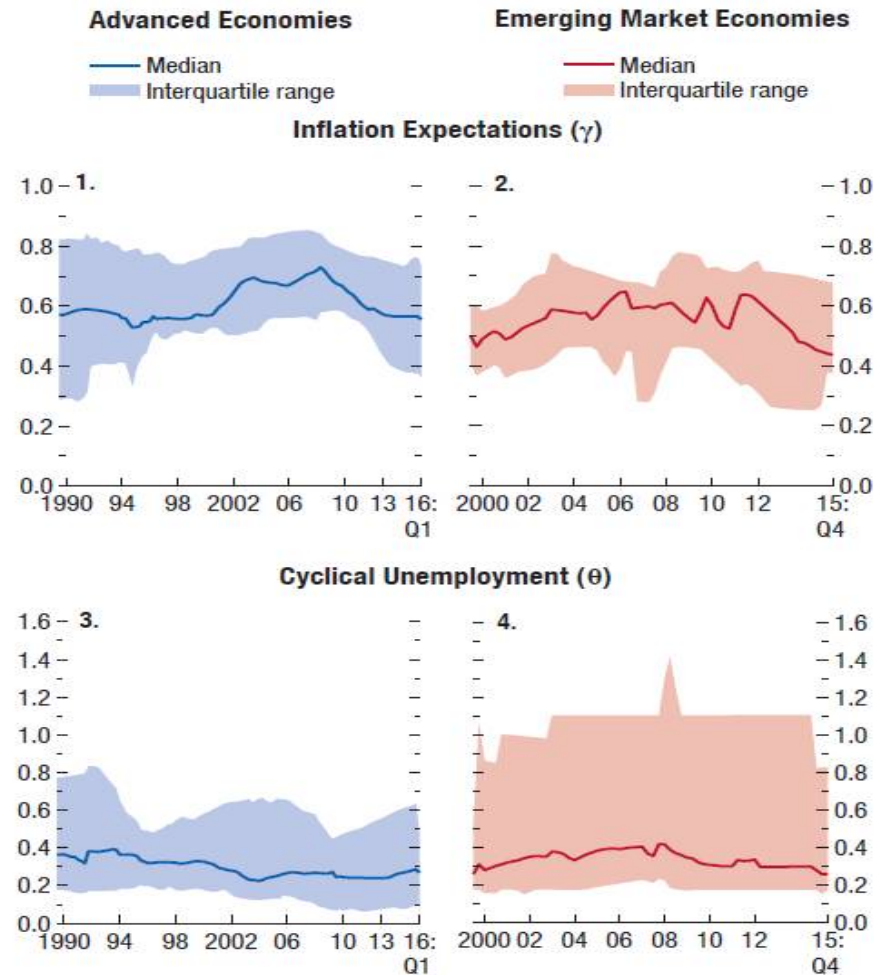 Advanced Economies
Emerging Market Economies
Median
Interquartile range
Median
Interquartile range
Inflation Expectations (γ)
1.
2.
1.0
0.8
0.6
0.4
0.2
0.0
1.0
0.8
0.6
0.4
0.2
0.0
1990 94 98 2002 06 10 13 16:
Q1
2000 02 04 06 08 10 12 15:
Q4
Cyclical Unemployment (θ)
3.
4.
1.6
1.4
1.2
1.0
0.8
0.6
0.4
0.2
0.0
1.6
1.4
1.2
1.0
0.8
0.6
0.4
0.2
0.0
1990 94 98 2002 06 10 13 16:
Q1
2000 02 04 06 08 10 12 15:
Q4